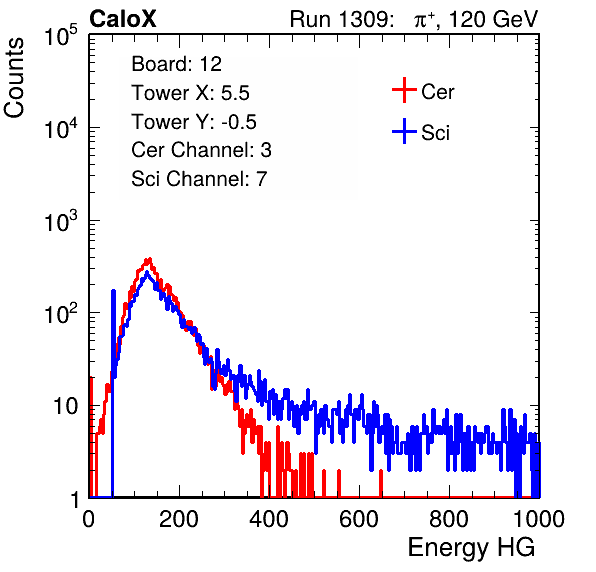 CaloX Run 1309: π⁺, 120 GeV
Counts
Board: 12
Tower X: 5.5
Tower Y: -0.5
Cer Channel: 3
Sci Channel: 7
Cer
Sci
10⁵
10⁴
10³
10²
10
1
0 200 400 600 800 1000
Energy HG